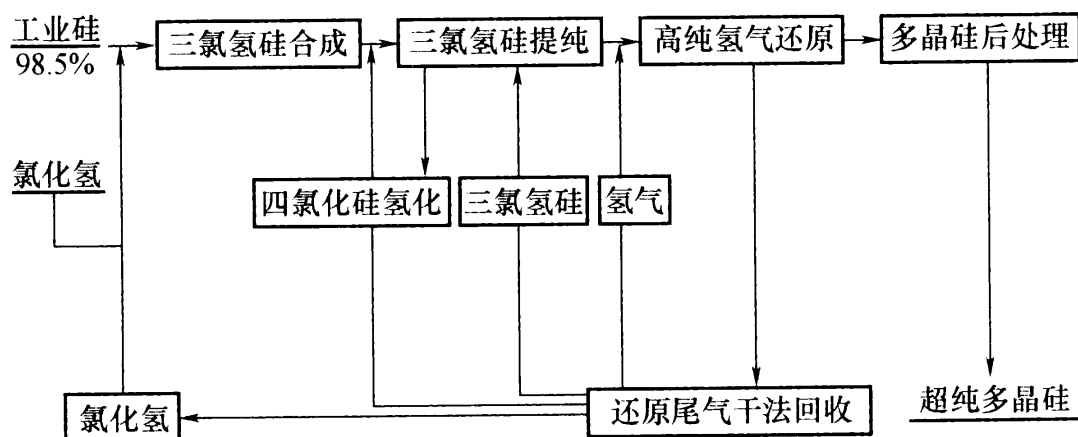 工业硅
98.5%
三氯氢硅合成
三氯氢硅提纯
高纯氢气还原
多晶硅后处理
氯化氢
四氯化硅氢化
三氯氢硅
氢气
氯化氢
还原尾气干法回收
超纯多晶硅